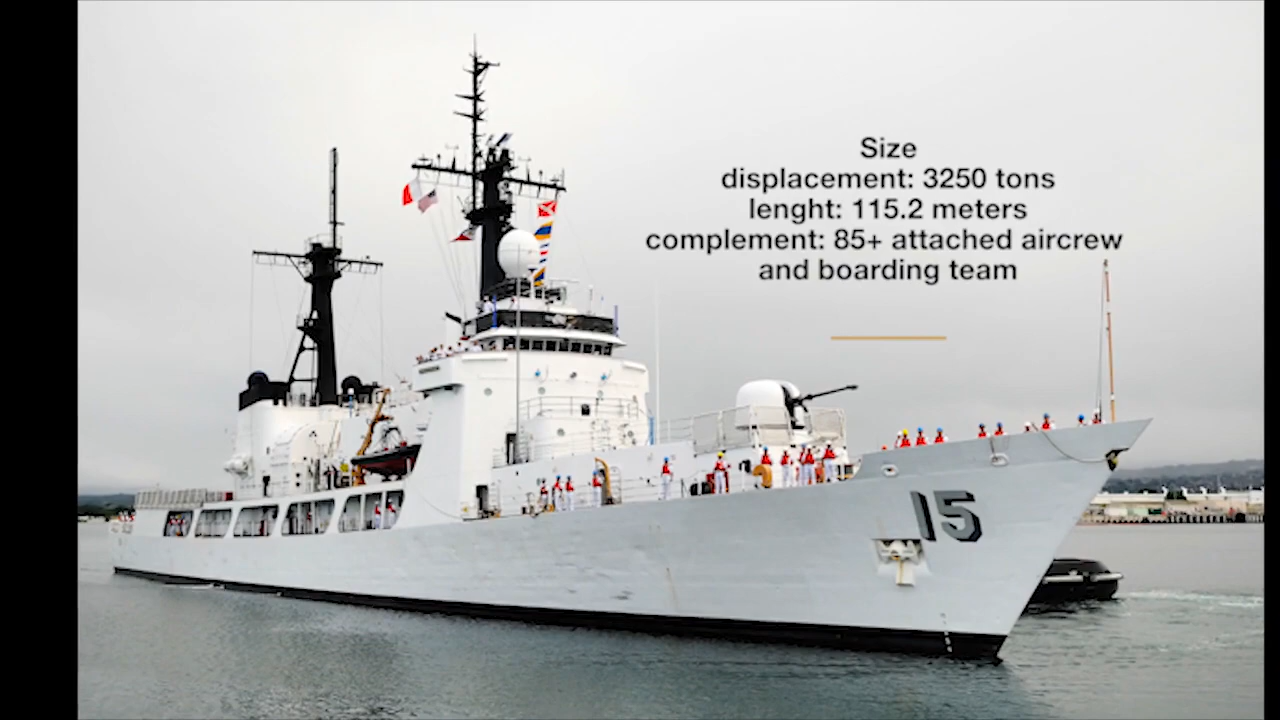 Size
displacement: 3250 tons
lenght: 115.2 meters
complement: 85+ attached aircrew
and boarding team
15